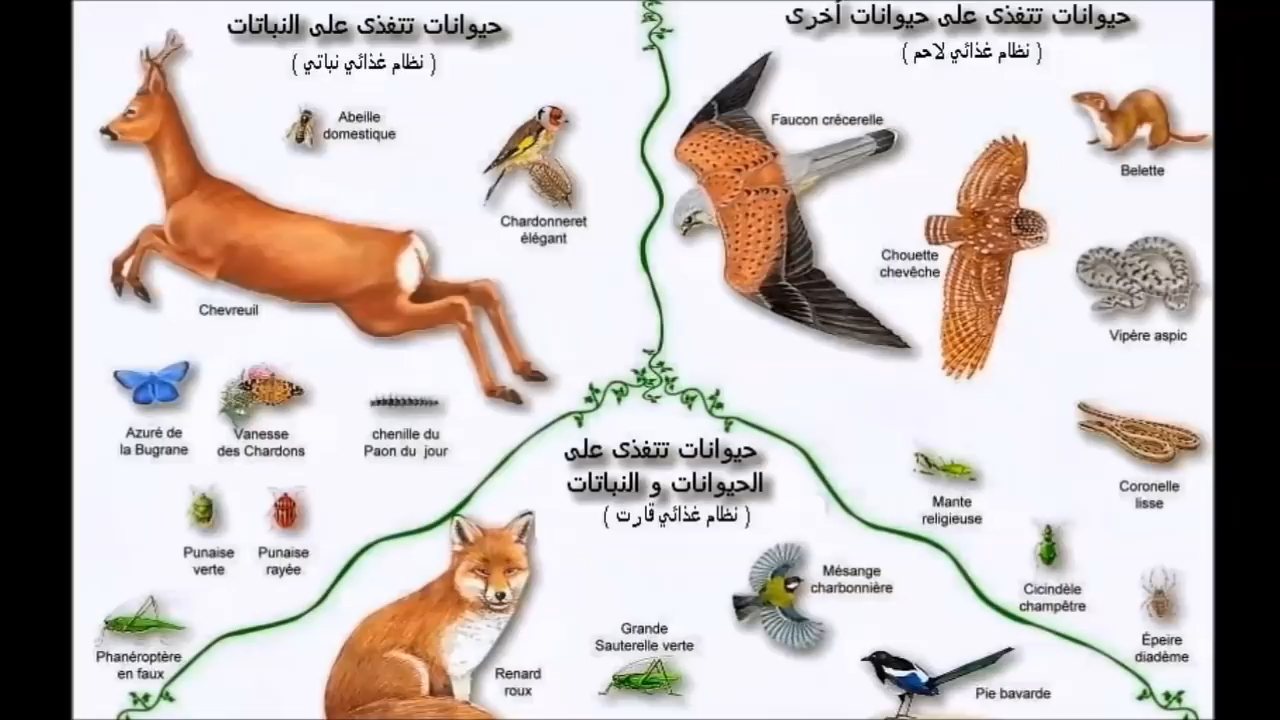 حيوانات تتغذى على النباتات
( نظام غذائي نباتي )
Abeille
domestique
Chardonneret
élégant
Chevreuil
Azuré de
la Bugrane
Vanesse
des Chardons
chenille du
Paon du jour
Punaise
verte
Punaise
rayée
Phanéroptère
en faux
حيوانات تتغذى على حيوانات أخرى
( نظام غذائي لاحم )
Faucon crécerelle
Belette
Chouette
chevêche
Vipère aspic
Coronelle
lisse
Mante
religieuse
Cicindèle
champêtre
Épeire
diadème
حيوانات تتغذى على
الحيوانات و النباتات
( نظام غذائي قارت )
Mésange
charbonnière
Grande
Sauterelle verte
Renard
roux
Pie bavarde